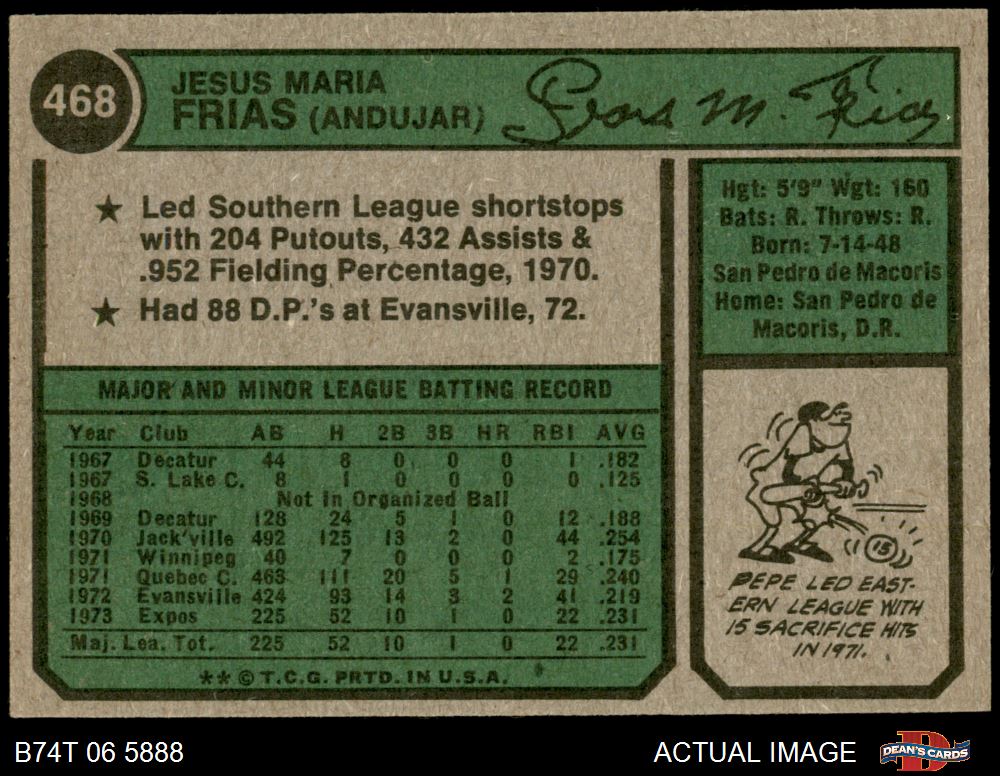 468
JESUS MARIA
FRIAS (ANDUJAR)
★ Led Southern League shortstops
with 204 Putouts, 432 Assists &
.952 Fielding Percentage, 1970.
★ Had 88 D.P.'s at Evansville, 72.
Hgt: 5'9" Wgt: 160
Bats: R. Throws: R.
Born: 7-14-48
San Pedro de Macoris
Home: San Pedro de
Macoris, D.R.
MAJOR AND MINOR LEAGUE BATTING RECORD
Year Club AB H 2B 3B HR RBI AVG
1967 Decatur 44 8 0 0 0 1 .182
1967 S. Lake C. 8 1 0 0 0 0 .125
1968 Not in Organized Ball
1969 Decatur 128 24 5 1 0 12 .188
1970 Jack'ville 492 125 13 2 0 44 .254
1971 Winnipeg 40 7 0 0 0 2 .175
1971 Quebec C. 463 111 20 5 1 29 .240
1972 Evansville 424 93 14 3 2 41 .219
1973 Expos 225 52 10 1 0 22 .231
Maj. Lea. Tot. 225 52 10 1 0 22 .231
** © T.C.G. PRTD. IN U.S.A.
15
PEPE LED EAST-
ERN LEAGUE WITH
15 SACRIFICE HITS
IN 1971.
B74T 06 5888
ACTUAL IMAGE
D
DEAN'S CARDS